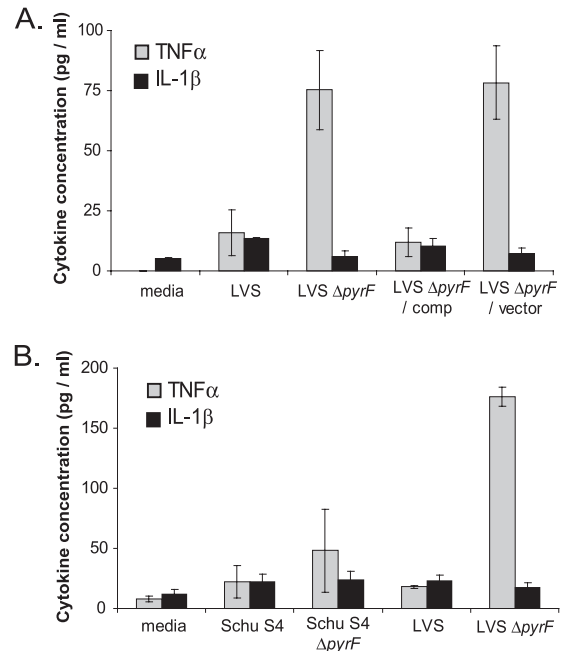 A.
Cytokine concentration (pg / ml)
100
75
50
25
0
TNFα
IL-1β
media
LVS
LVS ΔpyrF
LVS ΔpyrF
/ comp
LVS ΔpyrF
/ vector
B.
Cytokine concentration (pg / ml)
200
150
100
50
0
TNFα
IL-1β
media
Schu S4
Schu S4
ΔpyrF
LVS
LVS ΔpyrF